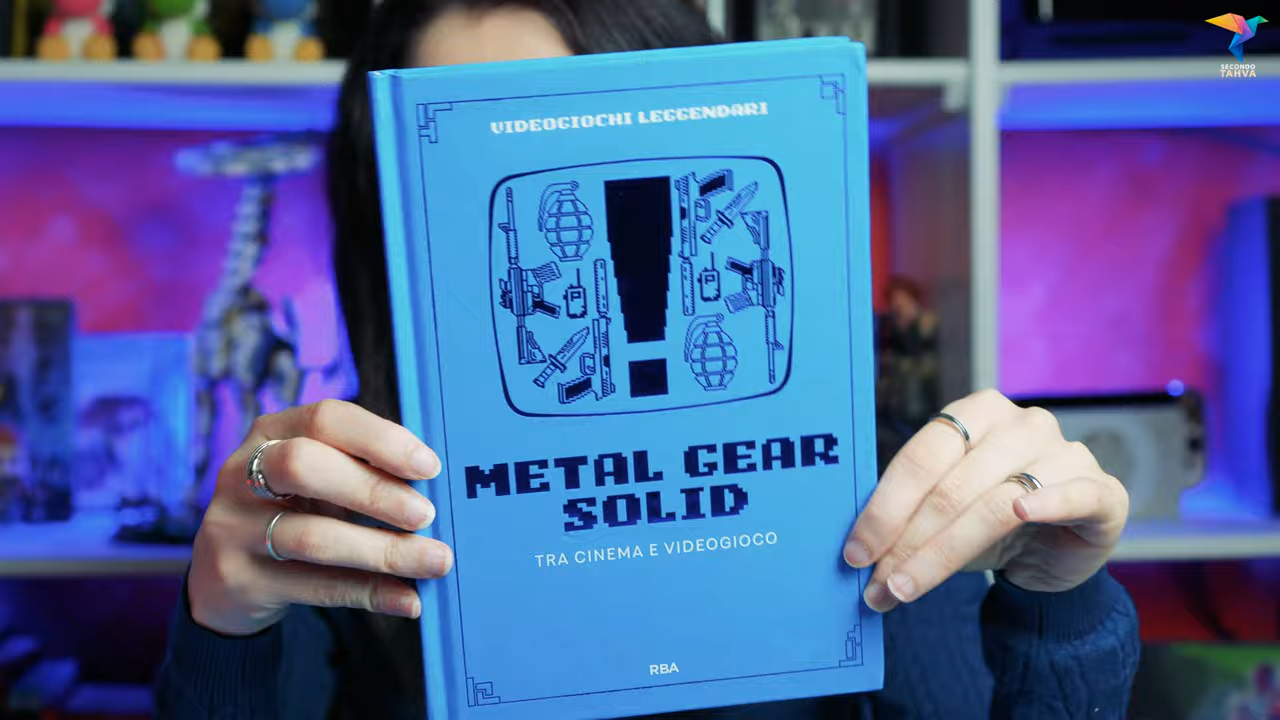 SECONDO
TAHVA
VIDEOGIOCHI LEGGENDARI
METAL GEAR
SOLID
TRA CINEMA E VIDEOGIOCO
RBA